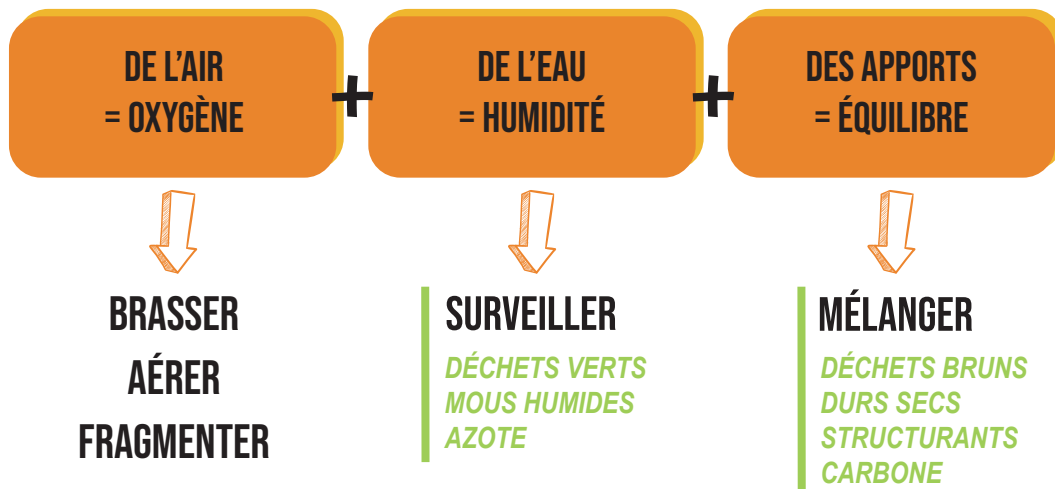 DE L'AIR
= OXYGÈNE
+
DE L'EAU
= HUMIDITÉ
+
DES APPORTS
= ÉQUILIBRE
BRASSER
AÉRER
FRAGMENTER
SURVEILLER
DÉCHETS VERTS
MOUS HUMIDES
AZOTE
MÉLANGER
DÉCHETS BRUNS
DURS SECS
STRUCTURANTS
CARBONE